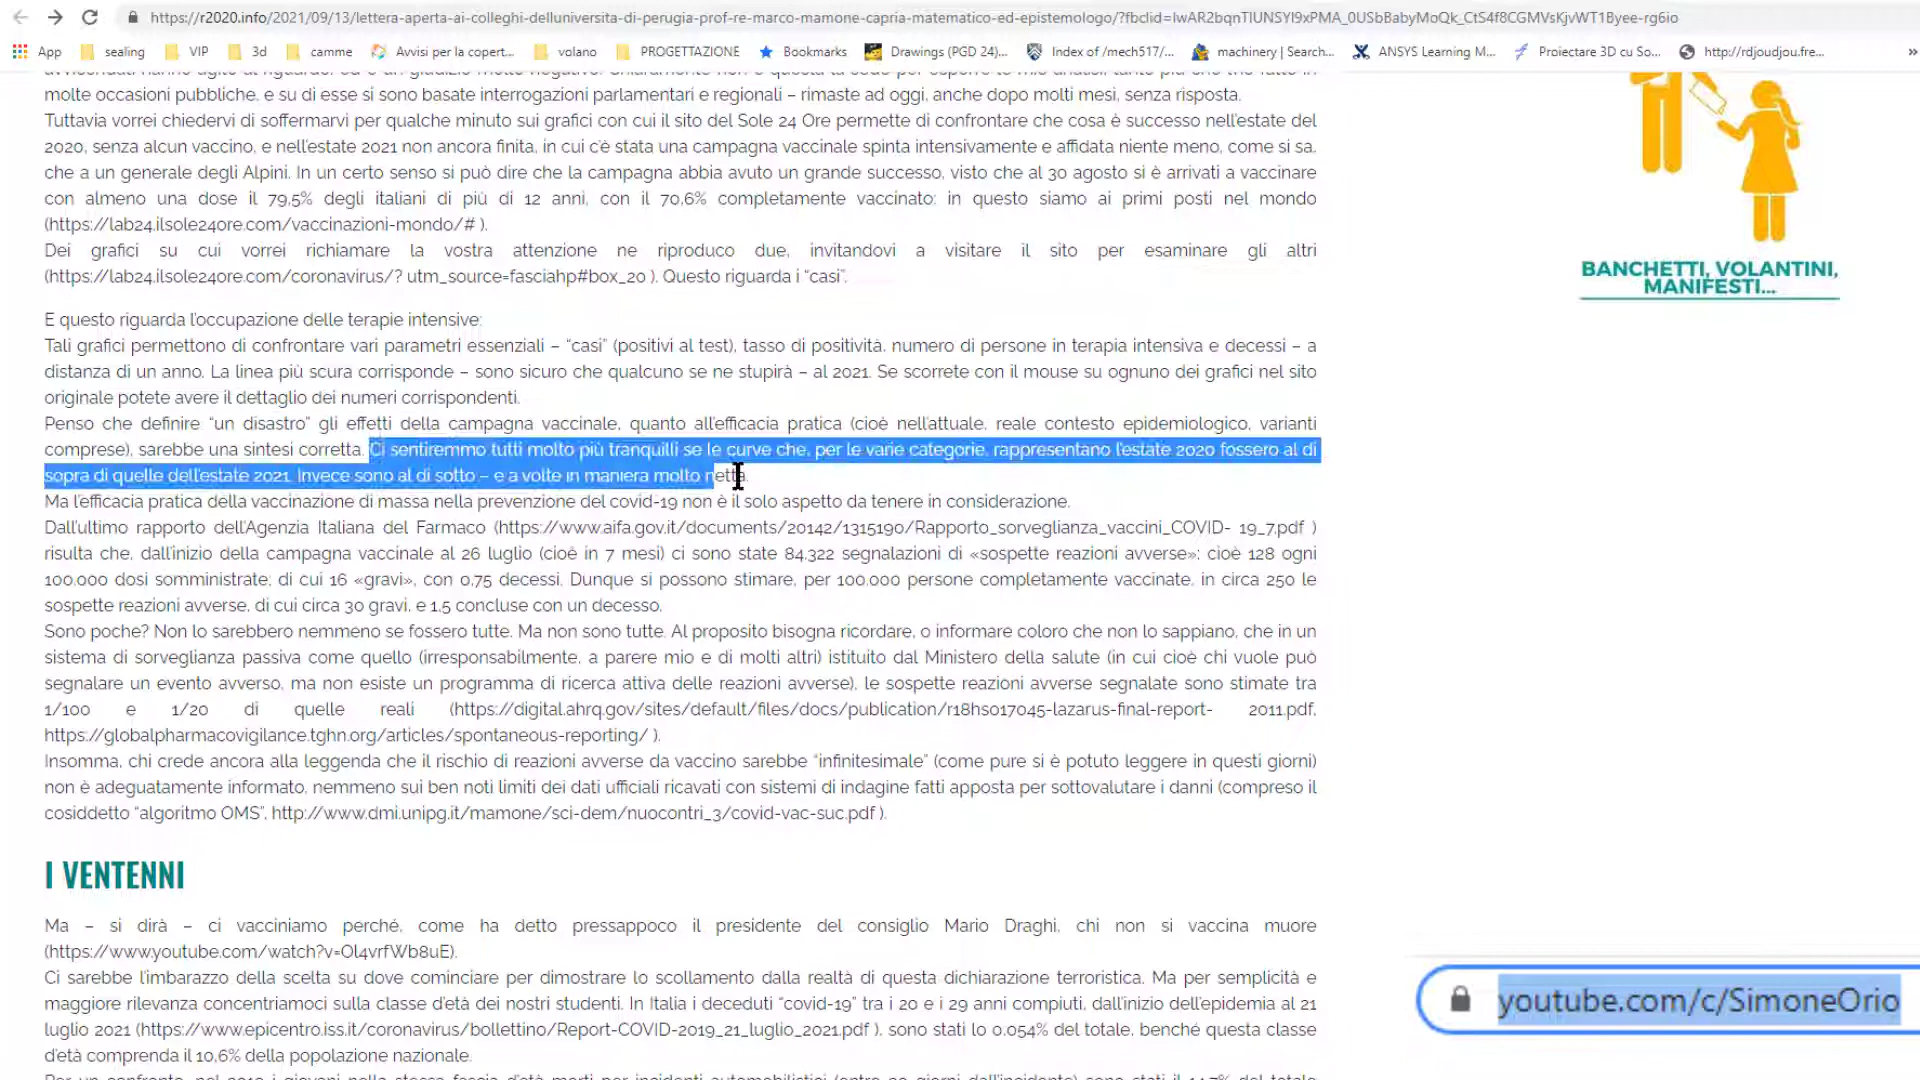 https://r2020.info/2021/09/13/lettera-aperta-ai-colleghi-delluniversita-di-perugia-prof-re-marco-mamone-capria-matematico-ed-epistemologo/?fbclid=IwAR2bqnTIUNSYI9xPMA_0USbBabyMoQk_CtS4f8CGMVsKjvWT1Byee-rg6io
App sealing VIP 3d camme Avvisi per la copert... volano PROGETTAZIONE Bookmarks Drawings (PGD 24)... Index of /mech517/... machinery | Search... ANSYS Learning M... Proiectare 3D cu So... http://rdjoudjou.fre... »
molte occasioni pubbliche, e su di esse si sono basate interrogazioni parlamentari e regionali – rimaste ad oggi, anche dopo molti mesi, senza risposta.
Tuttavia vorrei chiedervi di soffermarvi per qualche minuto sui grafici con cui il sito del Sole 24 Ore permette di confrontare che cosa è successo nell'estate del
2020, senza alcun vaccino, e nell'estate 2021 non ancora finita, in cui c'è stata una campagna vaccinale spinta intensivamente e affidata niente meno, come si sa,
che a un generale degli Alpini. In un certo senso si può dire che la campagna abbia avuto un grande successo, visto che al 30 agosto si è arrivati a vaccinare
con almeno una dose il 79,5% degli italiani di più di 12 anni, con il 70,6% completamente vaccinato: in questo siamo ai primi posti nel mondo
(https://lab24.ilsole24ore.com/vaccinazioni-mondo/# ).
Dei grafici su cui vorrei richiamare la vostra attenzione ne riproduco due, invitandovi a visitare il sito per esaminare gli altri
(https://lab24.ilsole24ore.com/coronavirus/? utm_source=fasciahp#box_20 ). Questo riguarda i “casi”.
E questo riguarda l'occupazione delle terapie intensive:
Tali grafici permettono di confrontare vari parametri essenziali – “casi” (positivi al test), tasso di positività, numero di persone in terapia intensiva e decessi – a
distanza di un anno. La linea più scura corrisponde – sono sicuro che qualcuno se ne stupirà – al 2021. Se scorrete con il mouse su ognuno dei grafici nel sito
originale potete avere il dettaglio dei numeri corrispondenti.
Penso che definire “un disastro” gli effetti della campagna vaccinale, quanto all'efficacia pratica (cioè nell'attuale, reale contesto epidemiologico, varianti
comprese), sarebbe una sintesi corretta. Ci sentiremmo tutti molto più tranquilli se le curve che, per le varie categorie, rappresentano l'estate 2020 fossero al di
sopra di quelle dell'estate 2021. Invece sono al di sotto – e a volte in maniera molto netta.
Ma l'efficacia pratica della vaccinazione di massa nella prevenzione del covid-19 non è il solo aspetto da tenere in considerazione.
Dall'ultimo rapporto dell'Agenzia Italiana del Farmaco (https://www.aifa.gov.it/documents/20142/1315190/Rapporto_sorveglianza_vaccini_COVID- 19_7.pdf )
risulta che, dall'inizio della campagna vaccinale al 26 luglio (cioè in 7 mesi) ci sono state 84.322 segnalazioni di «sospette reazioni avverse»: cioè 128 ogni
100.000 dosi somministrate, di cui 16 «gravi», con 0,75 decessi. Dunque si possono stimare, per 100.000 persone completamente vaccinate, in circa 250 le
sospette reazioni avverse, di cui circa 30 gravi, e 1,5 concluse con un decesso.
Sono poche? Non lo sarebbero nemmeno se fossero tutte. Ma non sono tutte. Al proposito bisogna ricordare, o informare coloro che non lo sappiano, che in un
sistema di sorveglianza passiva come quello (irresponsabilmente, a parere mio e di molti altri) istituito dal Ministero della salute (in cui cioè chi vuole può
segnalare un evento avverso, ma non esiste un programma di ricerca attiva delle reazioni avverse), le sospette reazioni avverse segnalate sono stimate tra
1/100 e 1/20 di quelle reali (https://digital.ahrq.gov/sites/default/files/docs/publication/r18hs017045-lazarus-final-report- 2011.pdf,
https://globalpharmacovigilance.tghn.org/articles/spontaneous-reporting/ ).
Insomma, chi crede ancora alla leggenda che il rischio di reazioni avverse da vaccino sarebbe “infinitesimale” (come pure si è potuto leggere in questi giorni)
non è adeguatamente informato, nemmeno sui ben noti limiti dei dati ufficiali ricavati con sistemi di indagine fatti apposta per sottovalutare i danni (compreso il
cosiddetto “algoritmo OMS”, http://www.dmi.unipg.it/mamone/sci-dem/nuocontri_3/covid-vac-suc.pdf ).
I VENTENNI
Ma – si dirà – ci vacciniamo perché, come ha detto pressappoco il presidente del consiglio Mario Draghi, chi non si vaccina muore
(https://www.youtube.com/watch?v=Ol4vrfWb8uE).
Ci sarebbe l'imbarazzo della scelta su dove cominciare per dimostrare lo scollamento dalla realtà di questa dichiarazione terroristica. Ma per semplicità e
maggiore rilevanza concentriamoci sulla classe d'età dei nostri studenti. In Italia i deceduti “covid-19” tra i 20 e i 29 anni compiuti, dall'inizio dell'epidemia al 21
luglio 2021 (https://www.epicentro.iss.it/coronavirus/bollettino/Report-COVID-2019_21_luglio_2021.pdf ), sono stati lo 0,054% del totale, benché questa classe
d'età comprenda il 10,6% della popolazione nazionale.
BANCHETTI, VOLANTINI,
MANIFESTI...
youtube.com/c/SimoneOrio